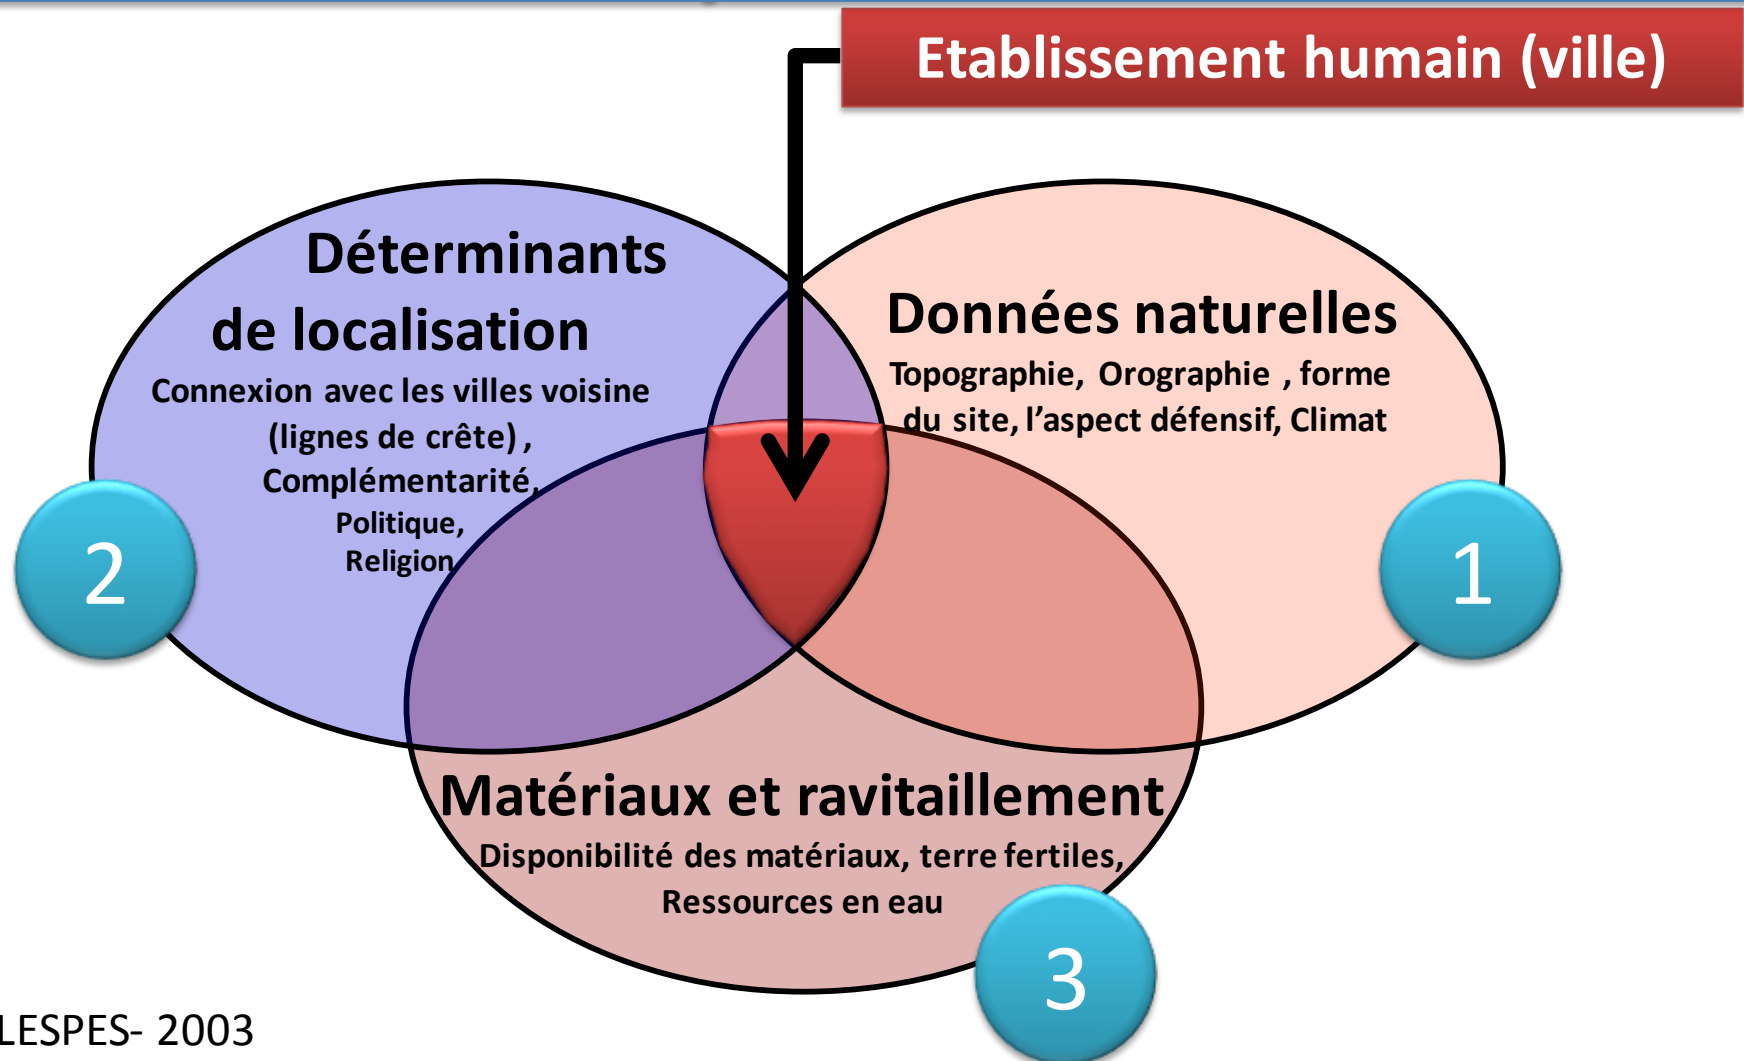 Etablissement humain (ville)
Déterminants
de localisation
Connexion avec les villes voisine
(lignes de crête) ,
Complémentarité,
Politique,
Religion
2
Données naturelles
Topographie, Orographie , forme
du site, l’aspect défensif, Climat
1
Matériaux et ravitaillement
Disponibilité des matériaux, terre fertiles,
Ressources en eau
3
LESPES- 2003